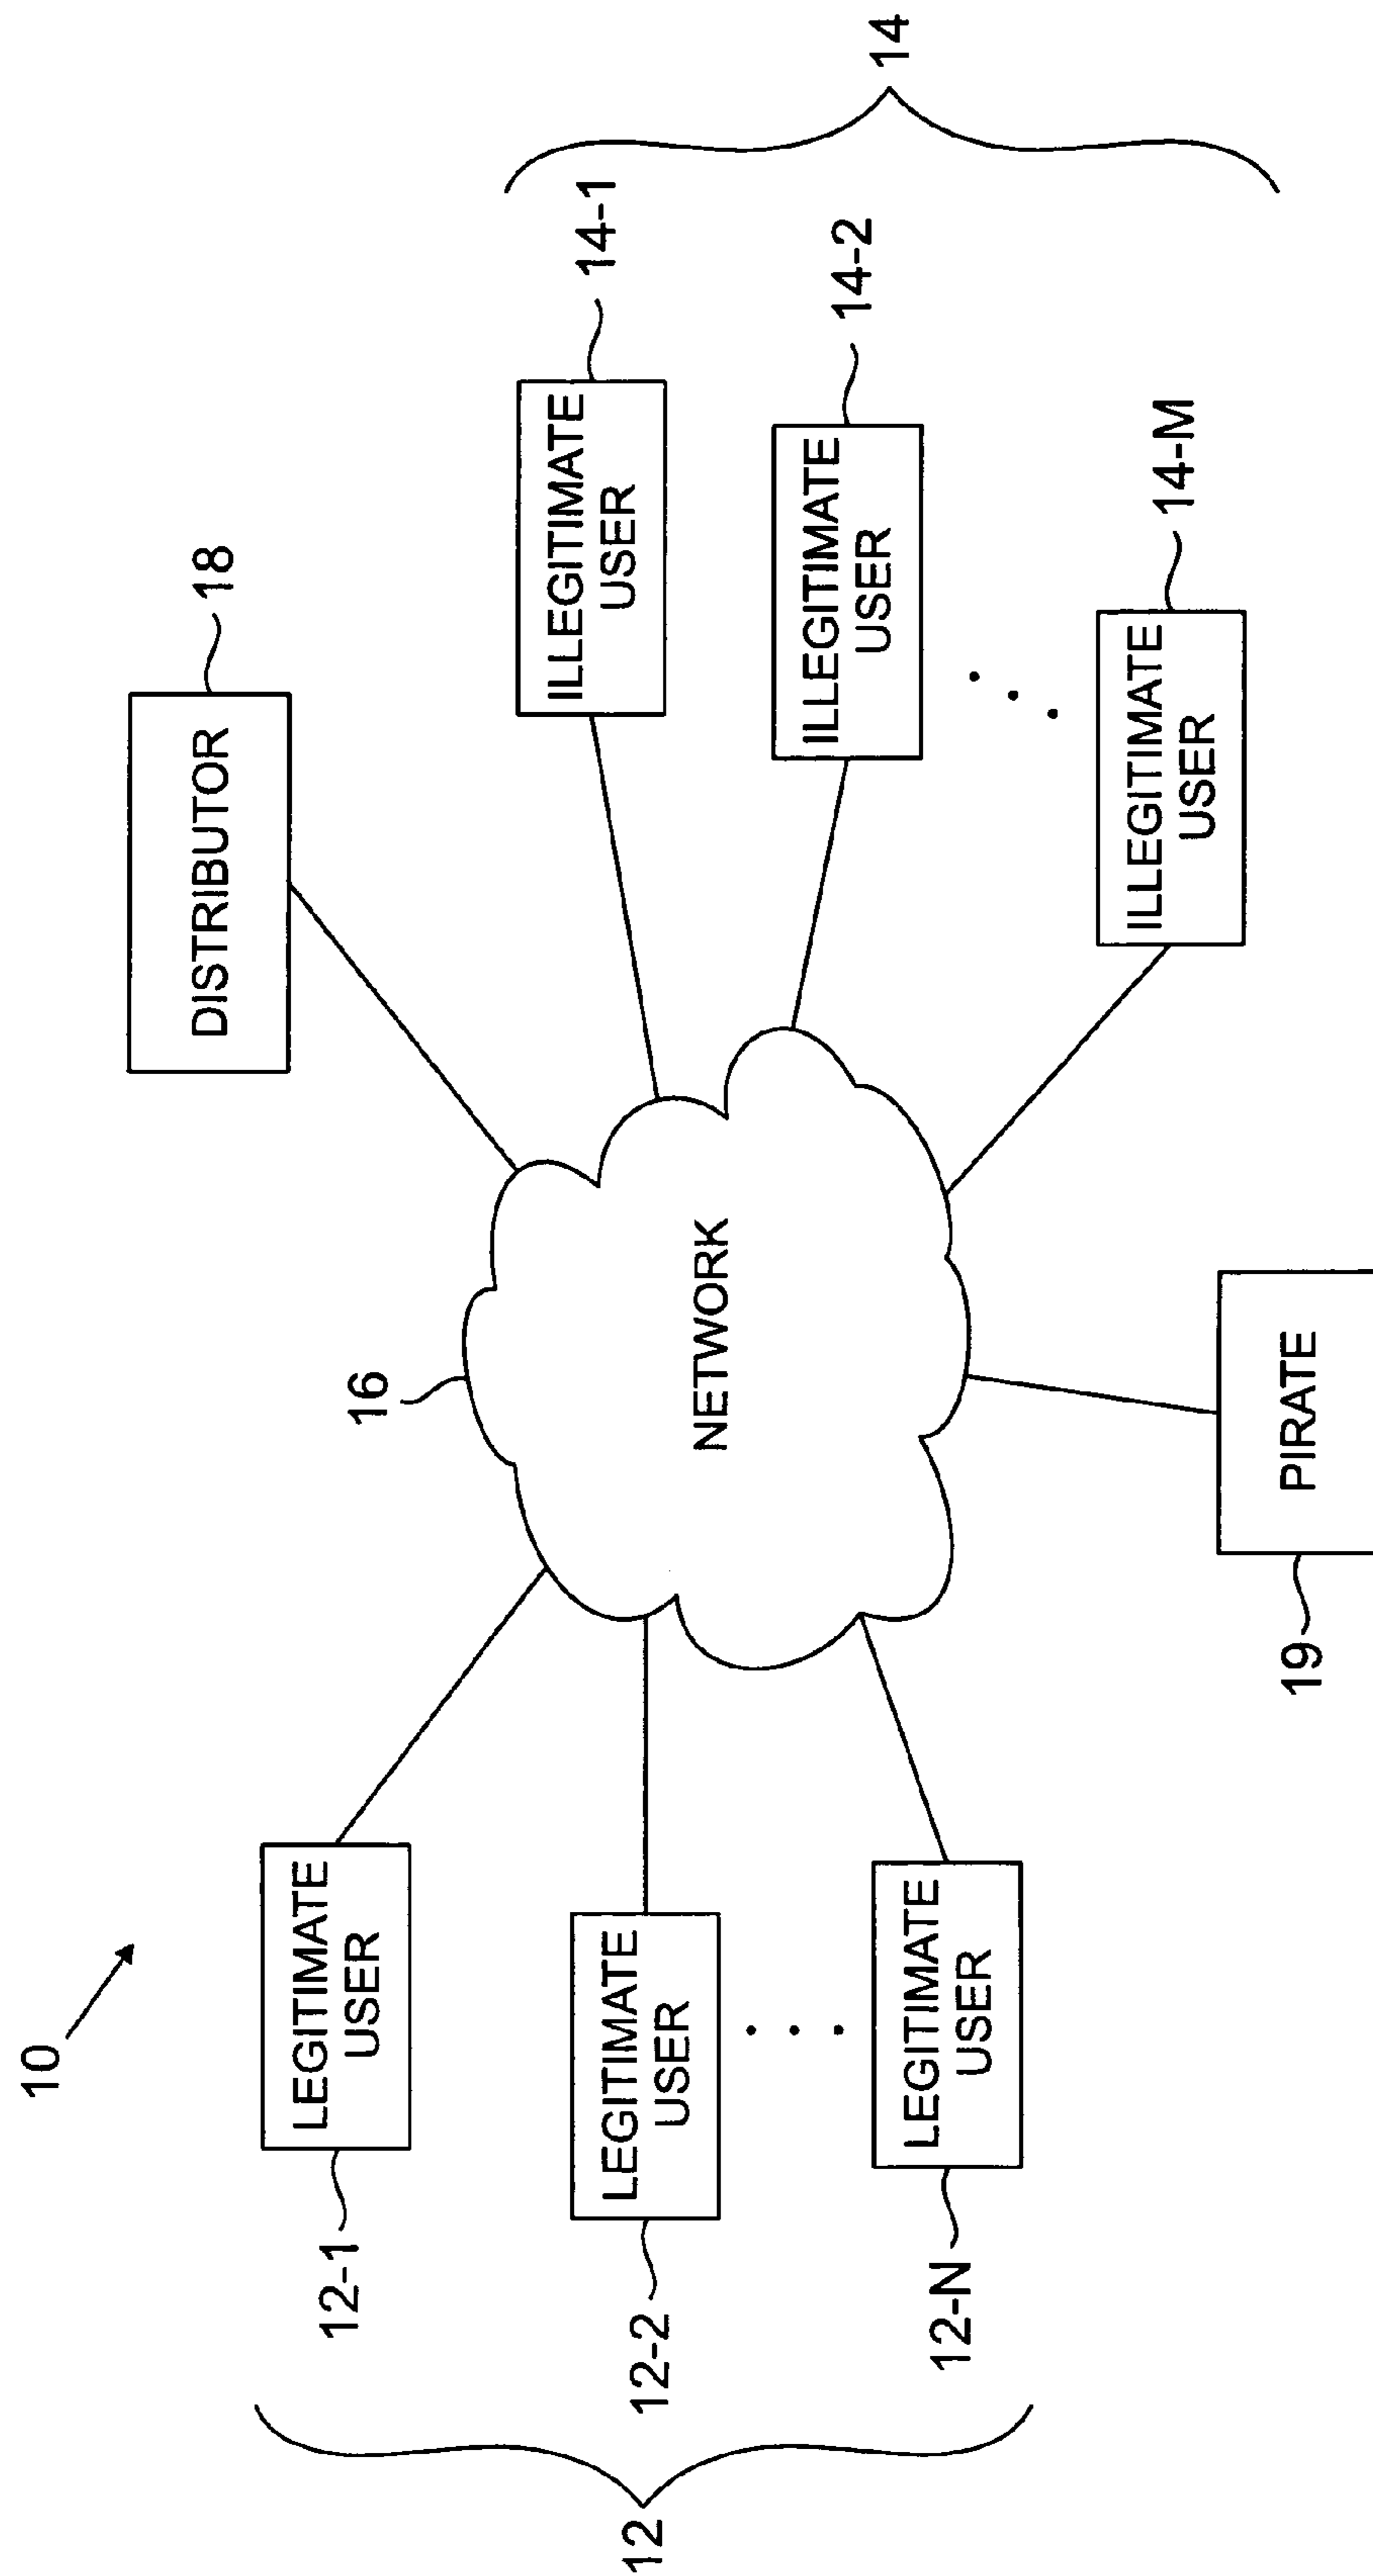 10
DISTRIBUTOR
18
LEGITIMATE
USER
12-1
16
ILLEGITIMATE
USER
14-1
NETWORK
LEGITIMATE
USER
12-2
ILLEGITIMATE
USER
14-2
12
14
LEGITIMATE
USER
12-N
ILLEGITIMATE
USER
14-M
PIRATE
19